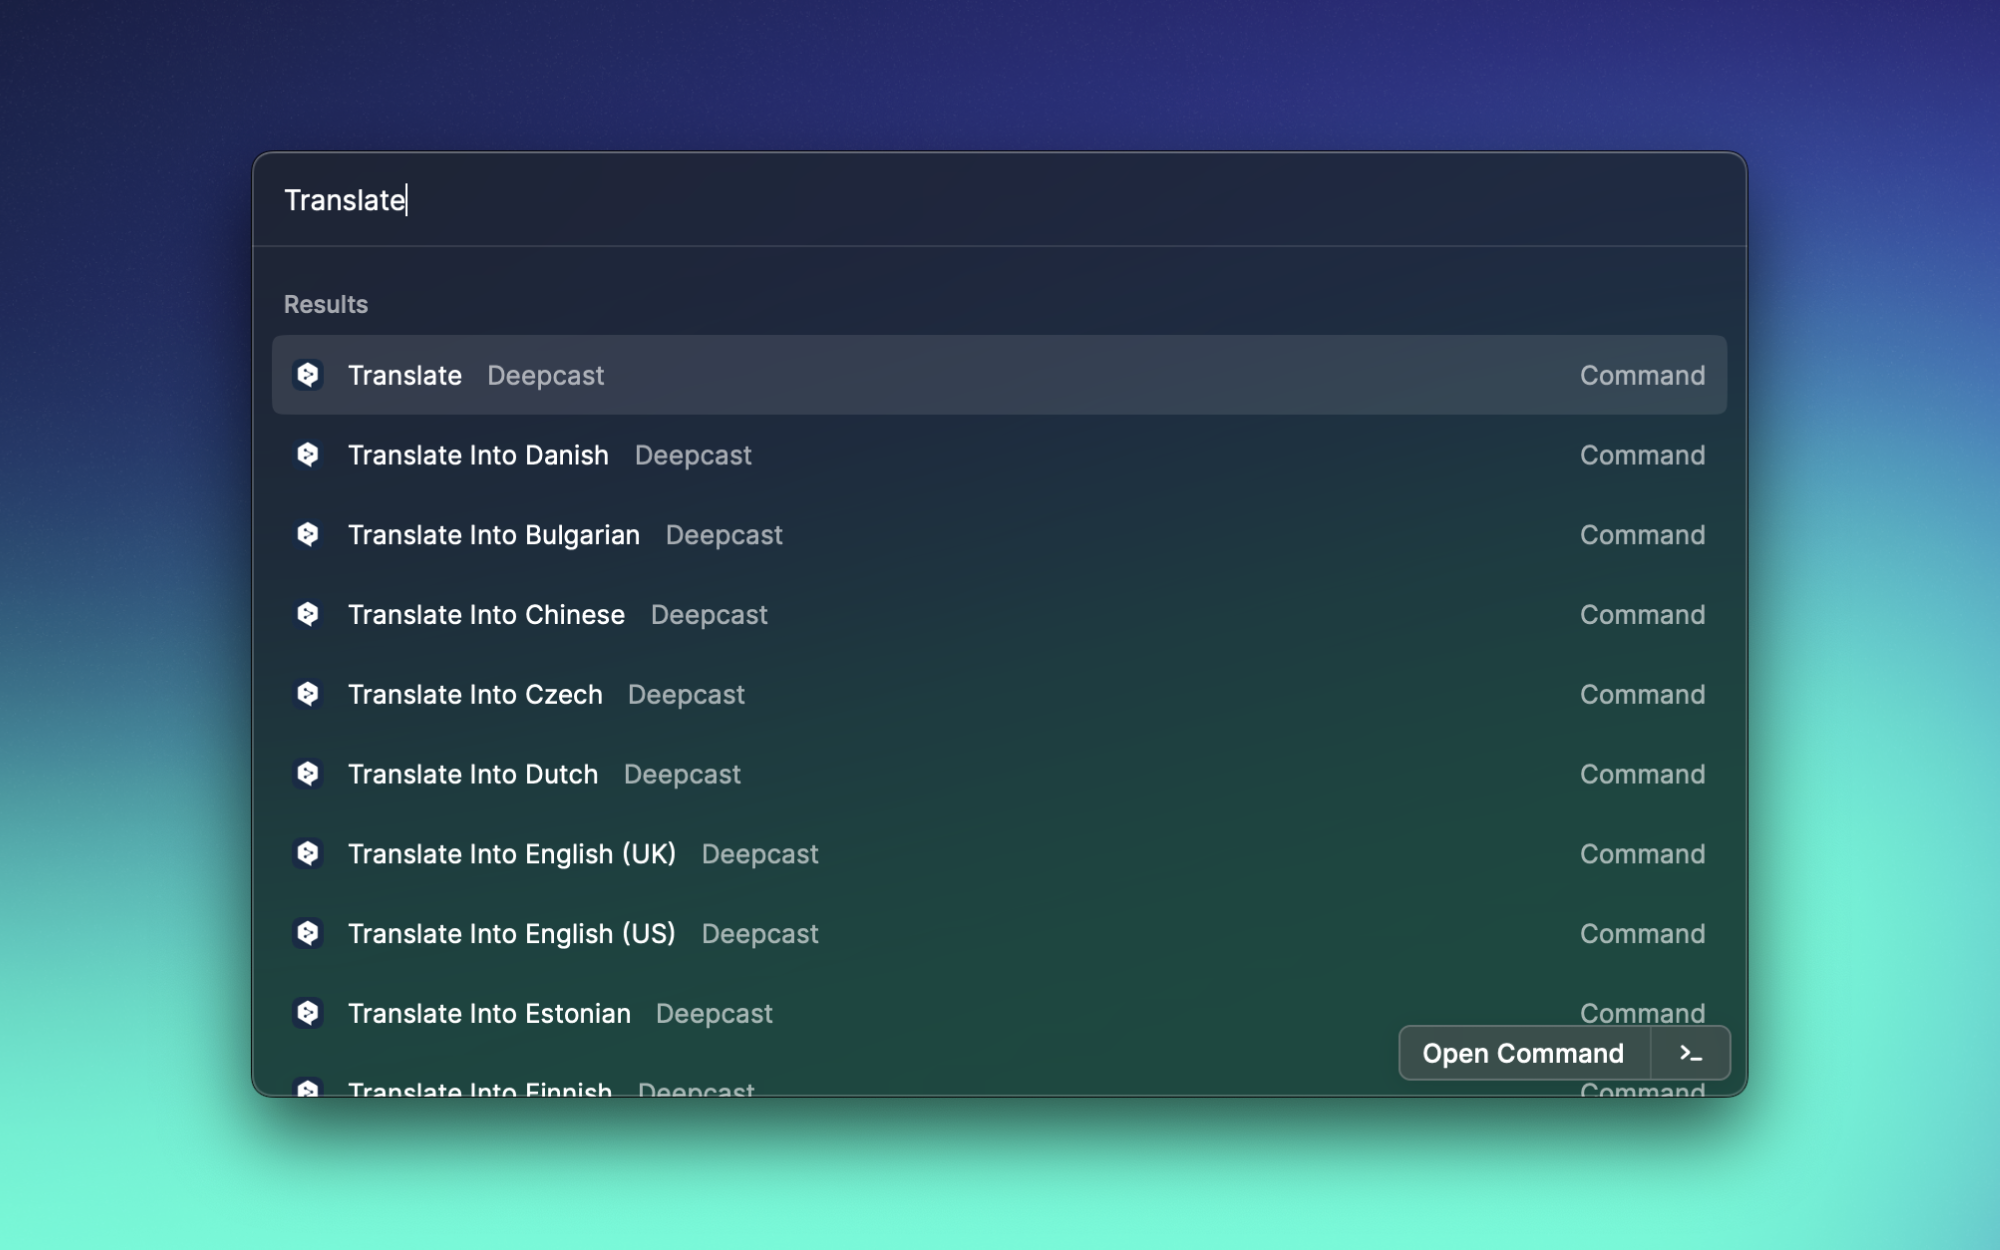 Translate
Results
Translate Deepcast Command
Translate Into Danish Deepcast Command
Translate Into Bulgarian Deepcast Command
Translate Into Chinese Deepcast Command
Translate Into Czech Deepcast Command
Translate Into Dutch Deepcast Command
Translate Into English (UK) Deepcast Command
Translate Into English (US) Deepcast Command
Translate Into Estonian Deepcast Command
Open Command >_
Translate Into Finnish Deepcast Command